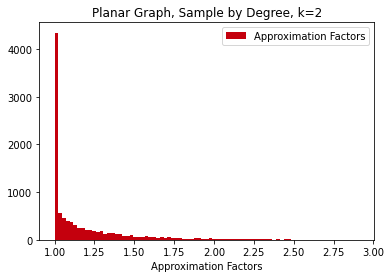 Planar Graph, Sample by Degree, k=2
Approximation Factors
4000
3000
2000
1000
0
1.00 1.25 1.50 1.75 2.00 2.25 2.50 2.75 3.00
Approximation Factors